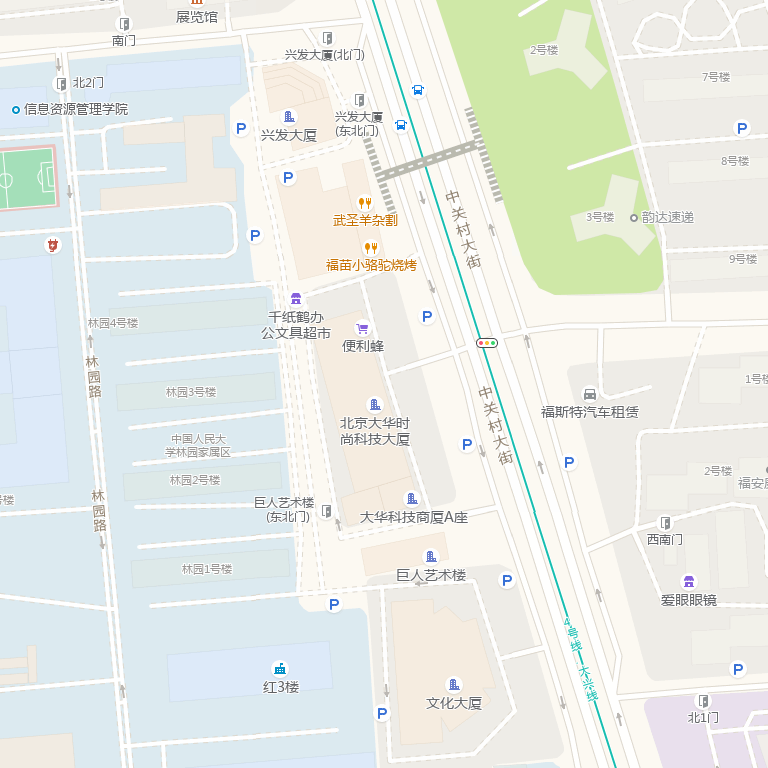 展览馆
南门
兴发大厦(北门)
2号楼
北2门
7号楼
信息资源管理学院
兴发大厦
(东北门)
兴发大厦
P
P
8号楼
P
武圣羊杂割
中关村大街
3号楼
韵达速递
P
福苗小骆驼烧烤
9号楼
千纸鹤办
公文具超市
P
林园4号楼
便利蜂
林园路
1号楼
林园3号楼
中关村大街
福斯特汽车租赁
北京大华时
尚科技大厦
中国人民大
学林园家属区
P
P
2号楼
林园2号楼
福安
号楼
林园路
巨人艺术楼
(东北门)
大华科技商厦A座
西南门
林园1号楼
巨人艺术楼
P
爱眼眼镜
P
4号线大兴线
红3楼
P
文化大厦
P
北1门